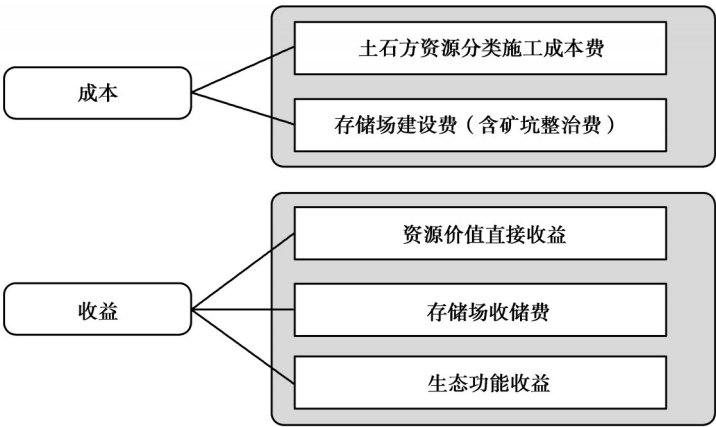 成本
土石方资源分类施工成本费
存储场建设费（含矿坑整治费）
收益
资源价值直接收益
存储场收储费
生态功能收益